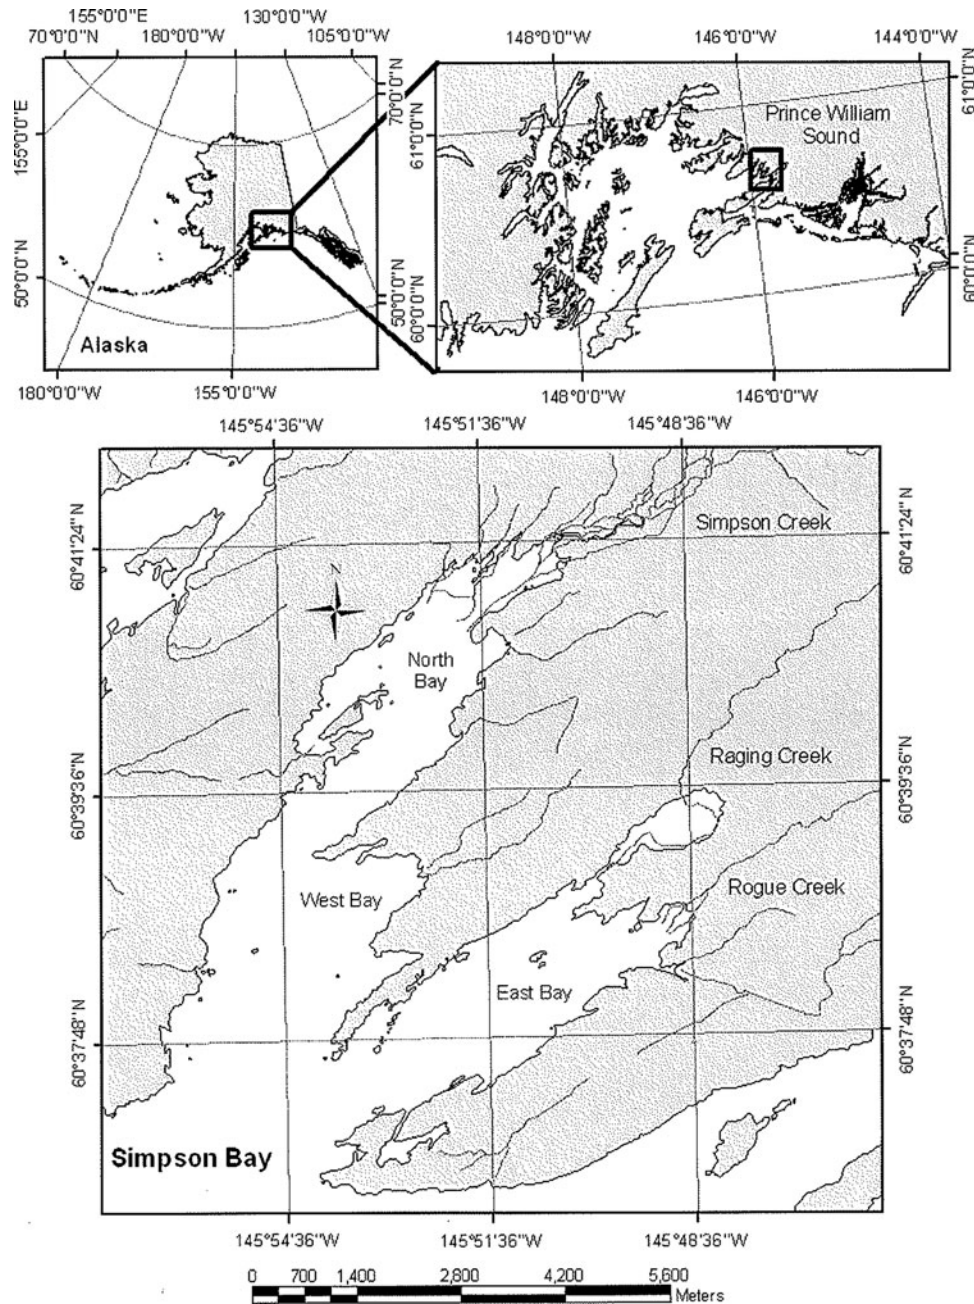 155°0'0"E
130°0'0"W
70°0'0"N
180°0'0"W
105°0'0"W
155°0'0"E
70°0'0"N
60°0'0"N
50°0'0"N
Alaska
180°0'0"W
155°0'0"W
148°0'0"W
146°0'0"W
144°0'0"W
61°0'0"N
61°0'0"N
Prince William
Sound
60°0'0"N
60°0'0"N
148°0'0"W
146°0'0"W
145°54'36"W
145°51'36"W
145°48'36"W
60°41'24"N
60°41'24"N
Simpson Creek
N
North
Bay
Raging Creek
60°39'36"N
60°39'36"N
Rogue Creek
West Bay
East Bay
60°37'48"N
60°37'48"N
Simpson Bay
145°54'36"W
145°51'36"W
145°48'36"W
0 700 1,400 2,800 4,200 5,600
Meters